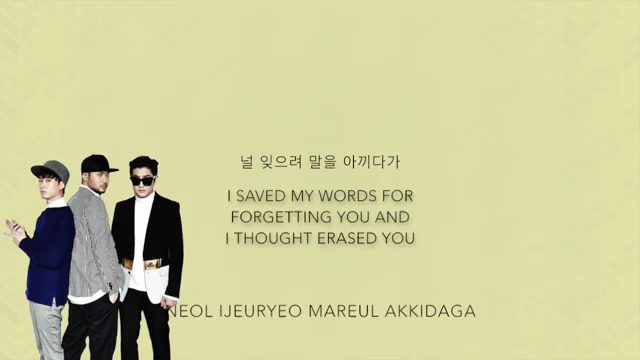 널 잊으려 말을 아끼다가
I SAVED MY WORDS FOR
FORGETTING YOU AND
I THOUGHT ERASED YOU
NEOL IJEURYEO MAREUL AKKIDAGA